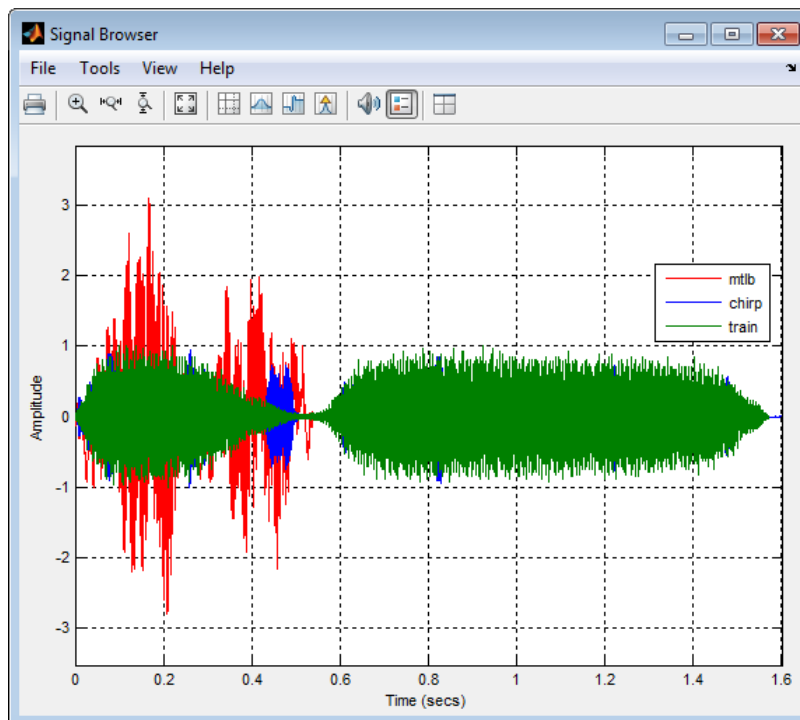 Signal Browser
File Tools View Help
3
2
1
0
-1
-2
-3
Amplitude
mtlb
chirp
train
0 0.2 0.4 0.6 0.8 1 1.2 1.4 1.6
Time (secs)